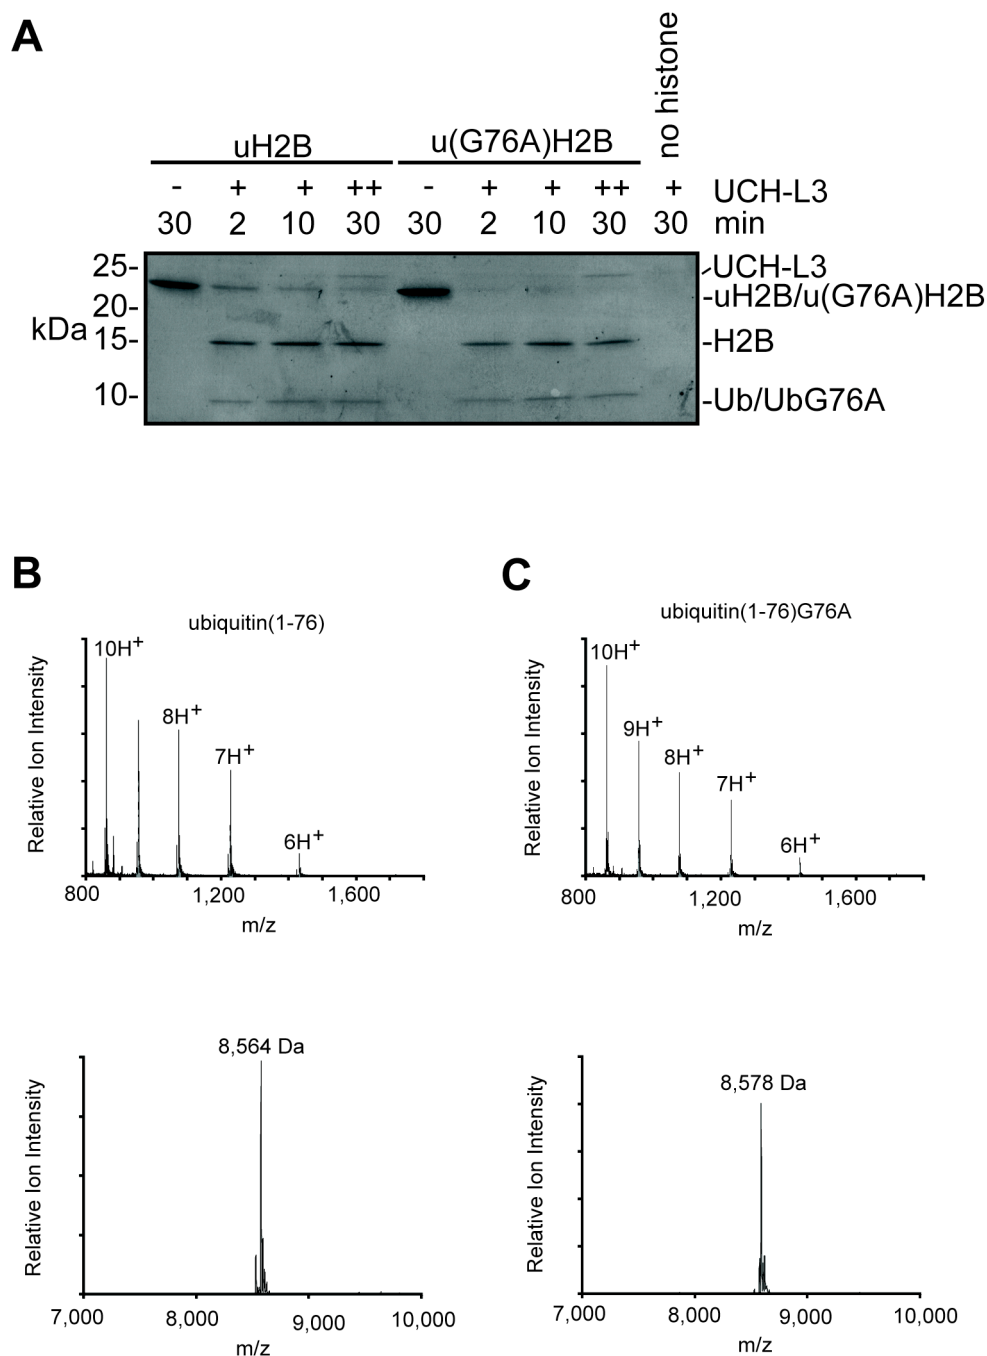 A
uH2B
u(G76A)H2B
no histone
- + + ++ - + + ++ + UCH-L3
30 2 10 30 30 2 10 30 30 min
kDa
25-
20-
15-
10-
UCH-L3
-uH2B/u(G76A)H2B
-H2B
-Ub/UbG76A
B
ubiquitin(1-76)
Relative Ion Intensity
10H+
8H+
7H+
6H+
800 1,200 1,600
m/z
8,564 Da
Relative Ion Intensity
7,000 8,000 9,000 10,000
m/z
C
ubiquitin(1-76)G76A
Relative Ion Intensity
10H+
9H+
8H+
7H+
6H+
800 1,200 1,600
m/z
8,578 Da
Relative Ion Intensity
7,000 8,000 9,000 10,000
m/z